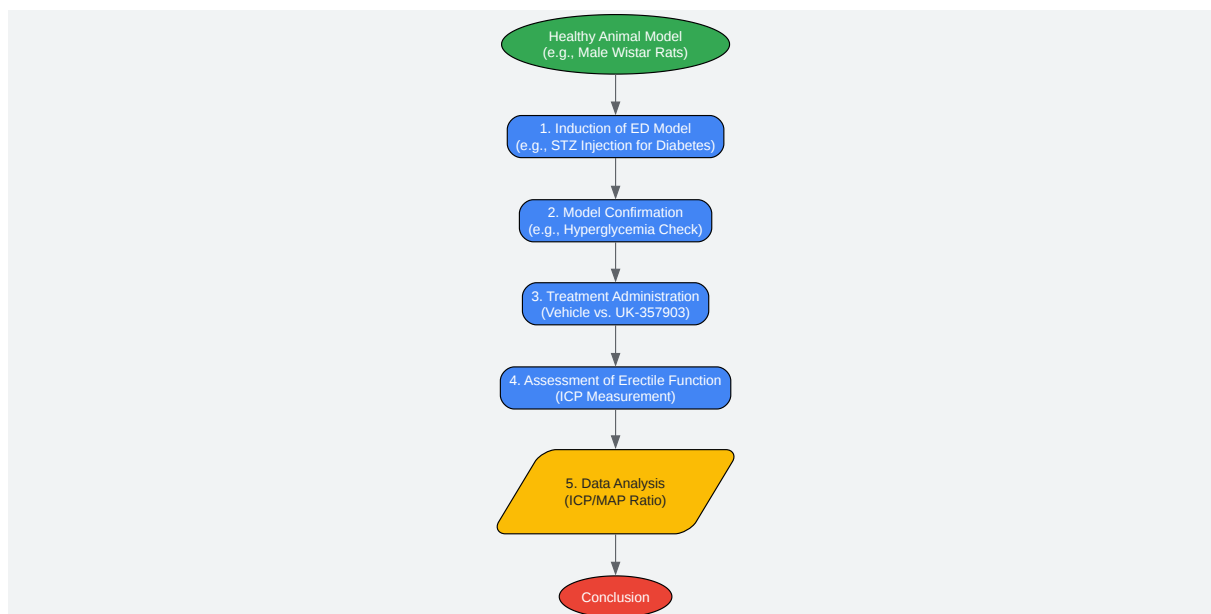 Healthy Animal Model
(e.g., Male Wistar Rats)
1. Induction of ED Model
(e.g., STZ Injection for Diabetes)
2. Model Confirmation
(e.g., Hyperglycemia Check)
3. Treatment Administration
(Vehicle vs. UK-357903)
4. Assessment of Erectile Function
(ICP Measurement)
5. Data Analysis
(ICP/MAP Ratio)
Conclusion